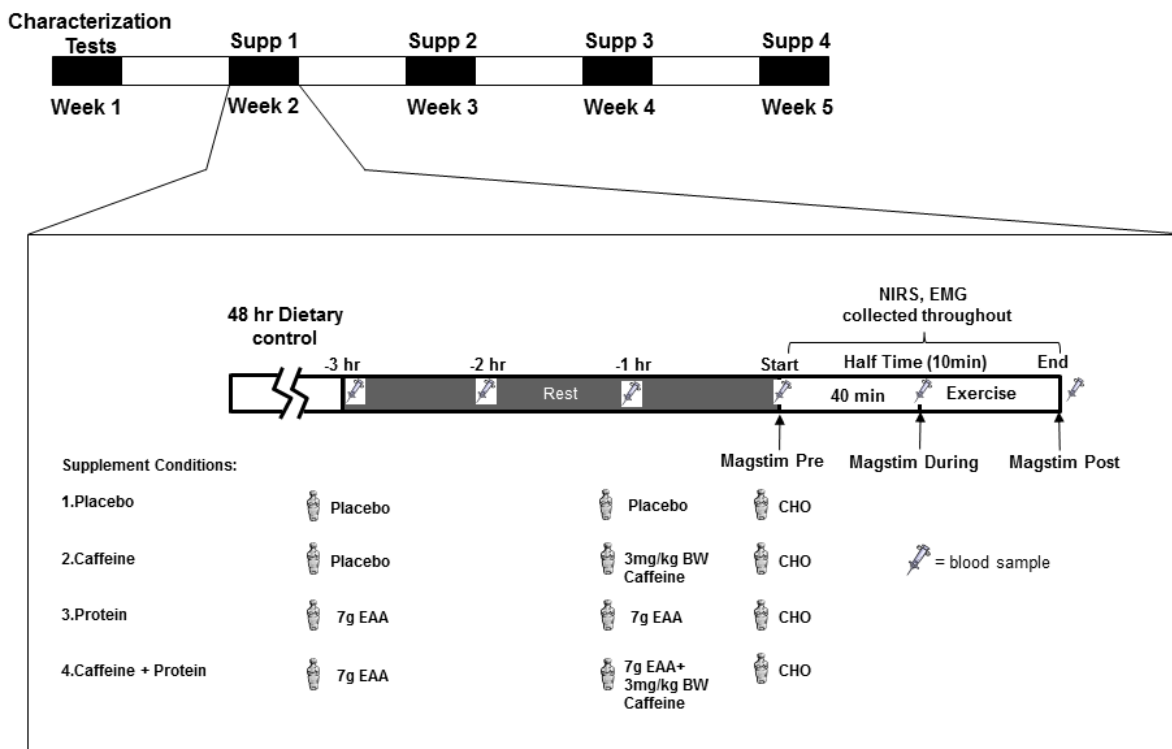 Characterization
Tests
Supp 1
Supp 2
Supp 3
Supp 4
Week 1
Week 2
Week 3
Week 4
Week 5
NIRS, EMG
collected throughout
48 hr Dietary
control
-3 hr
-2 hr
-1 hr
Start
Half Time (10min)
End
Rest
40 min
Exercise
Magstim Pre
Magstim During
Magstim Post
Supplement Conditions:
1.Placebo
Placebo
Placebo
CHO
2.Caffeine
Placebo
3mg/kg BW
Caffeine
CHO
= blood sample
3.Protein
7g EAA
7g EAA
CHO
4.Caffeine + Protein
7g EAA
7g EAA+
3mg/kg BW
Caffeine
CHO